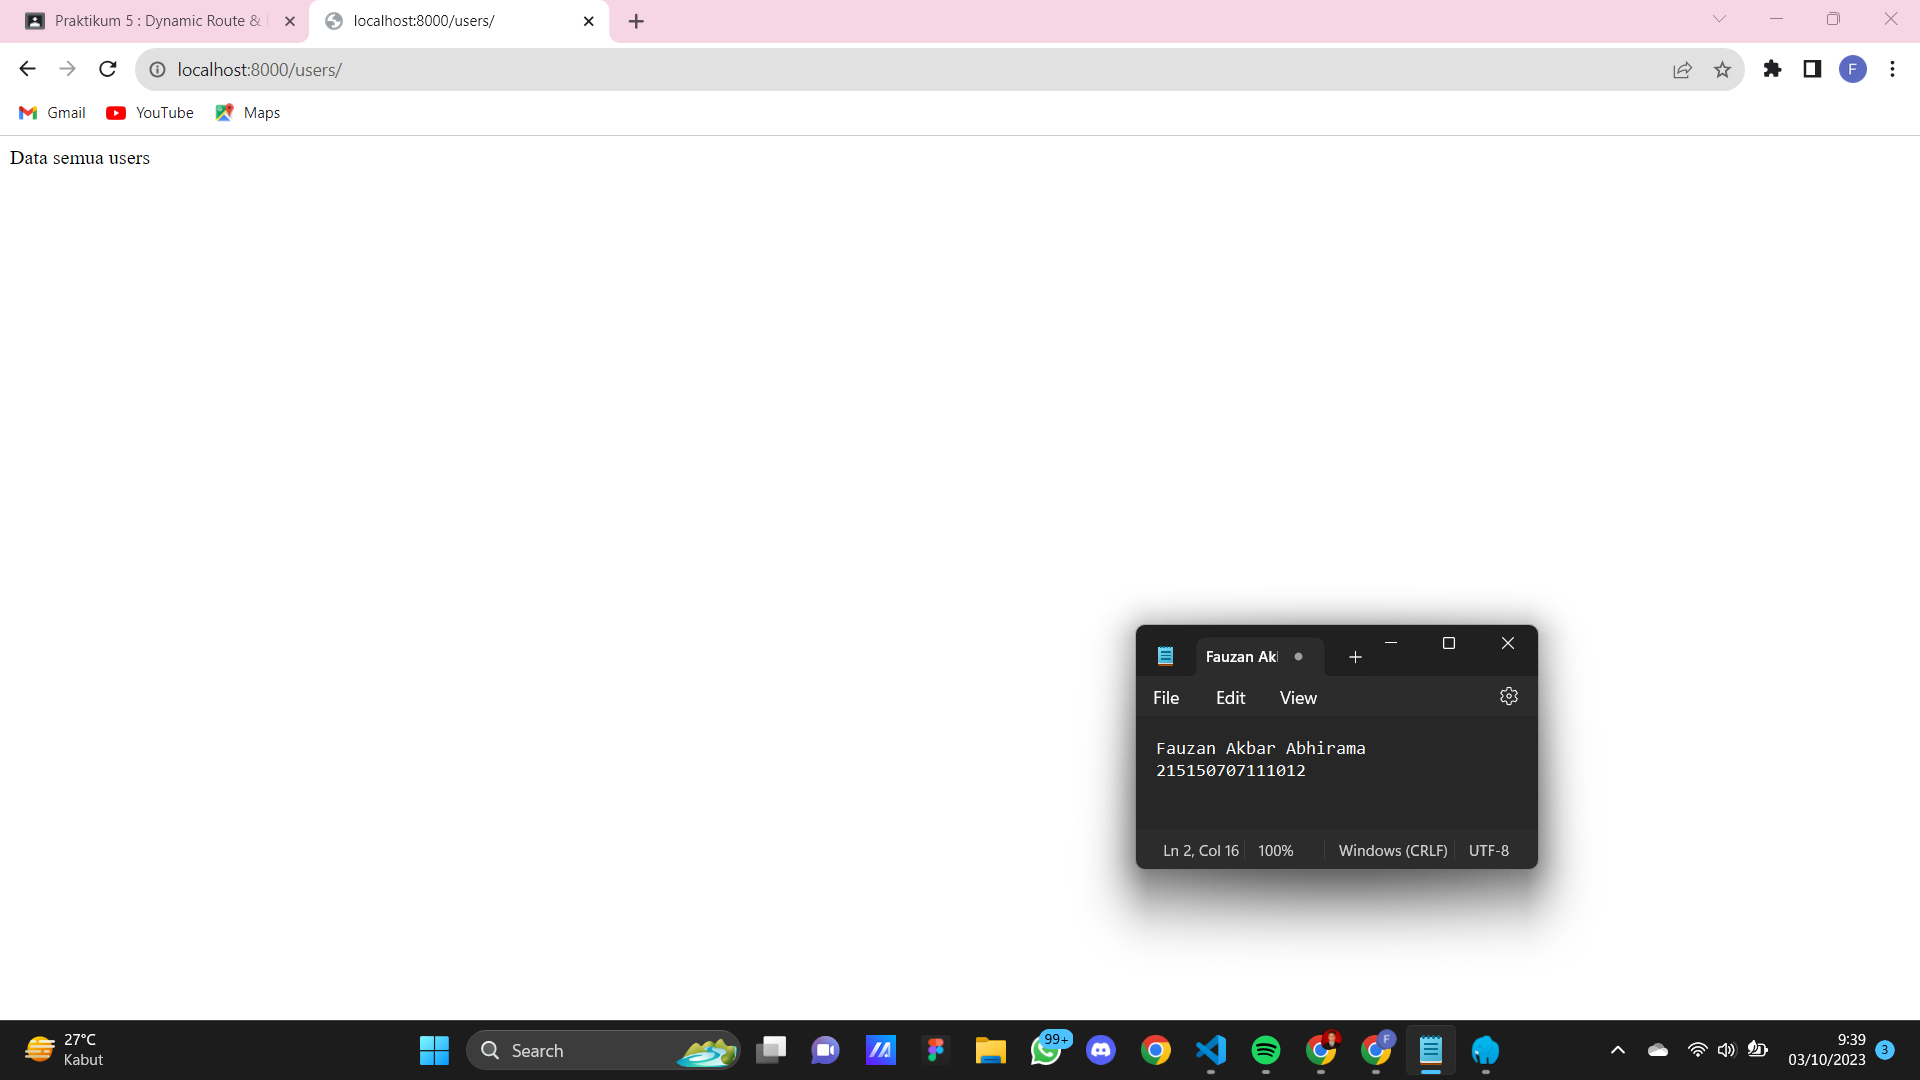 Praktikum 5 : Dynamic Route &
localhost:8000/users/
localhost:8000/users/
F
Gmail
YouTube
Maps
Data semua users
Fauzan Ak
File
Edit
View
Fauzan Akbar Abhirama
215150707111012
Ln 2, Col 16
100%
Windows (CRLF)
UTF-8
27°C
Kabut
Search
99+
F
9:39
03/10/2023
3